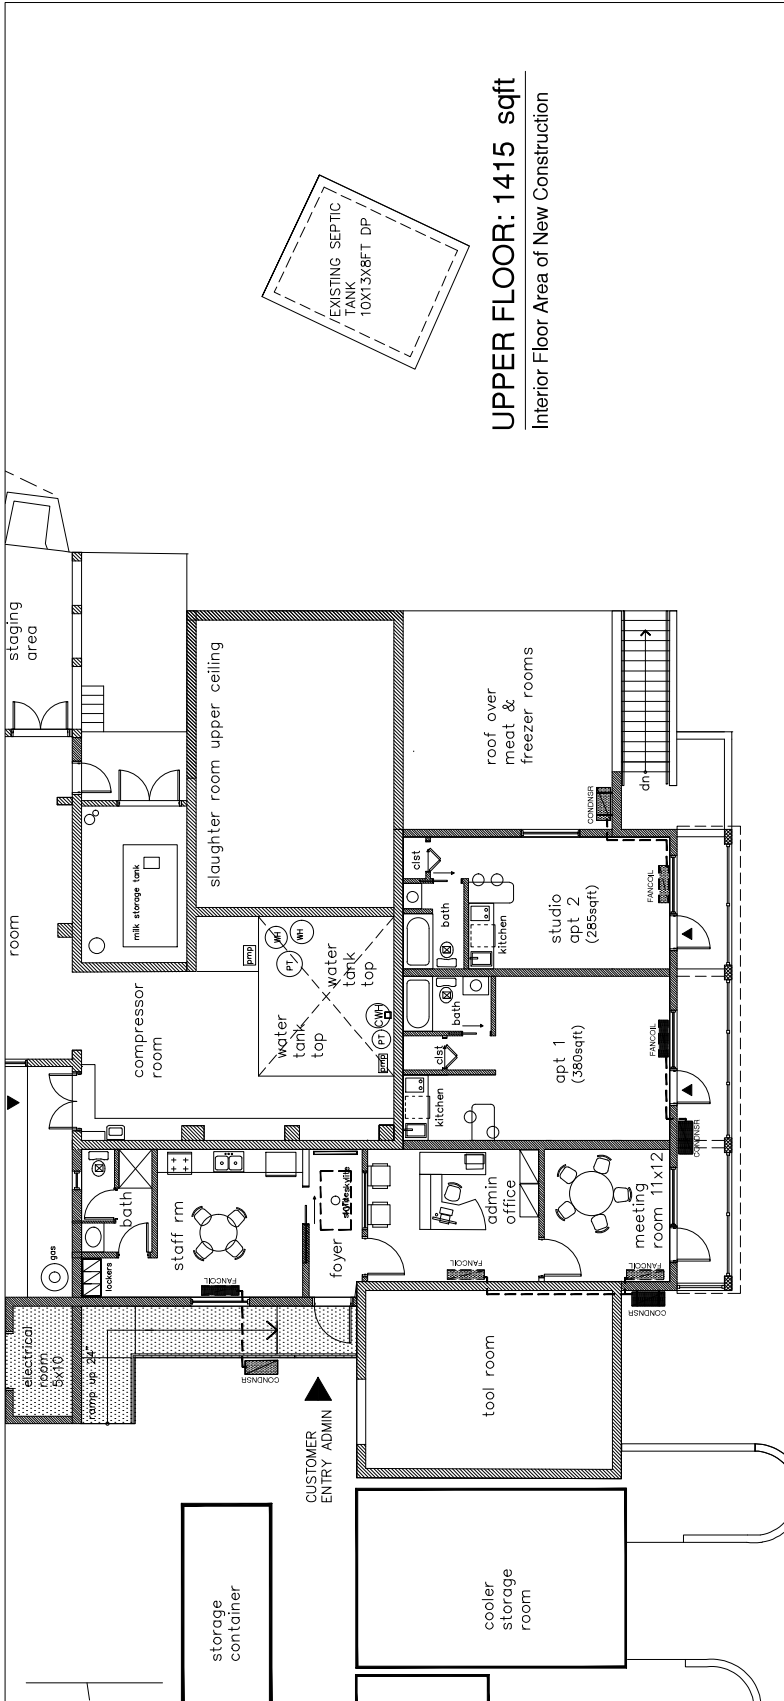 UPPER FLOOR: 1415 sqft
Interior Floor Area of New Construction
EXISTING SEPTIC
TANK
10X13X8FT DP
staging
area
room
milk storage tank
slaughter room upper ceiling
roof over
meat &
freezer rooms
dn
CONDNSR
clst
bath
kitchen
studio
apt 2
(285sqft)
FANCOIL
pmp
WH
WH
PT
water
tank
top
water
tank
top
CWH
PT
pmp
compressor
room
bath
clst
kitchen
apt 1
(380sqft)
FANCOIL
CONDNSR
bath
staff rm
lockers
gas
FANCOIL
foyer
admin
office
FANCOIL
meeting
room 11x12
FANCOIL
CONDNSR
electrical
room
5x10
ramp up 24"
CONDNSR
CUSTOMER
ENTRY ADMIN
tool room
storage
container
cooler
storage
room